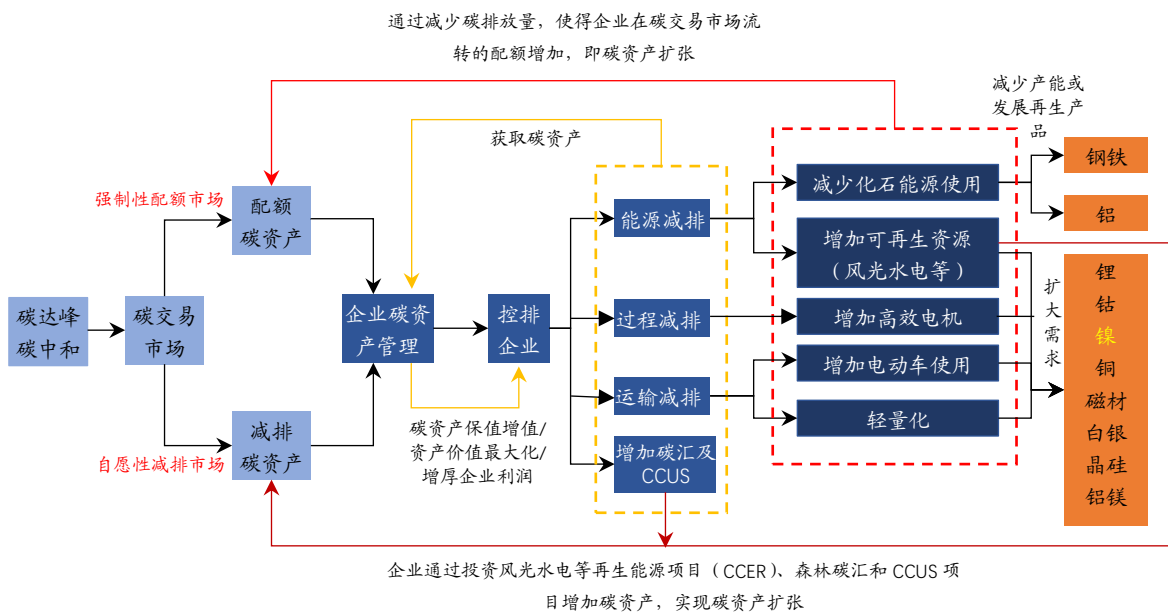 通过减少碳排放量，使得企业在碳交易市场流
转的配额增加，即碳资产扩张
减少产能或
发展再生产
品
获取碳资产
钢铁
减少化石能源使用
强制性配额市场
配额
碳资产
能源减排
铝
增加可再生资源
（风光水电等）
碳达峰
碳中和
碳交易
市场
企业碳资
产管理
控排
企业
过程减排
增加高效电机
扩大需求
锂
钴
镍
铜
磁材
白银
晶硅
铝镁
增加电动车使用
运输减排
轻量化
减排
碳资产
自愿性减排市场
碳资产保值增值/
资产价值最大化/
增厚企业利润
增加碳汇及
CCUS
企业通过投资风光水电等再生能源项目（CCER）、森林碳汇和 CCUS 项
目增加碳资产，实现碳资产扩张